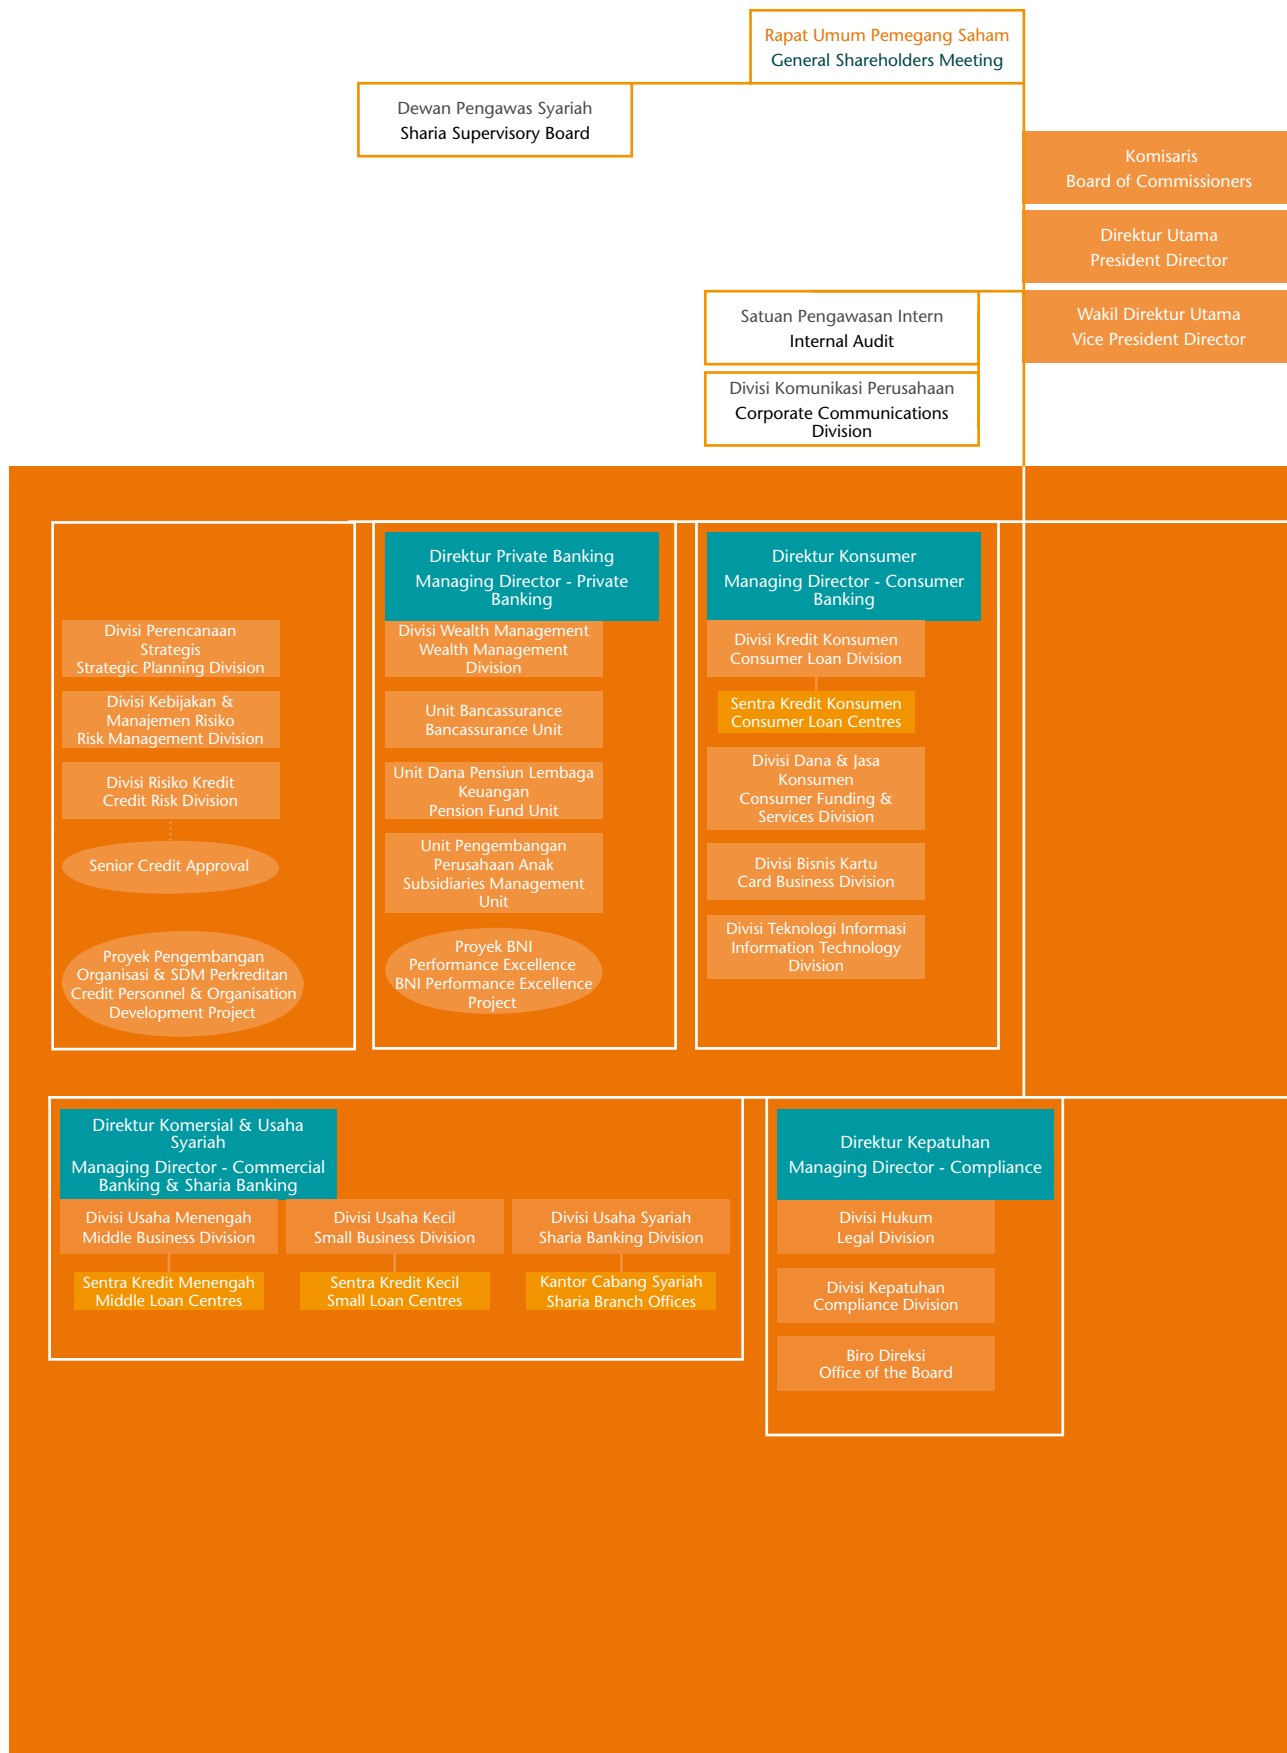 Rapat Umum Pemegang Saham
General Shareholders Meeting
Dewan Pengawas Syariah
Sharia Supervisory Board
Komisaris
Board of Commissioners
Direktur Utama
President Director
Satuan Pengawasan Intern
Internal Audit
Wakil Direktur Utama
Vice President Director
Divisi Komunikasi Perusahaan
Corporate Communications
Division
Divisi Perencanaan
Strategis
Strategic Planning Division
Divisi Kebijakan &
Manajemen Risiko
Risk Management Division
Divisi Risiko Kredit
Credit Risk Division
Senior Credit Approval
Proyek Pengembangan
Organisasi & SDM Perkreditan
Credit Personnel & Organisation
Development Project
Direktur Private Banking
Managing Director - Private
Banking
Divisi Wealth Management
Wealth Management
Division
Unit Bancassurance
Bancassurance Unit
Unit Dana Pensiun Lembaga
Keuangan
Pension Fund Unit
Unit Pengembangan
Perusahaan Anak
Subsidiaries Management
Unit
Proyek BNI
Performance Excellence
BNI Performance Excellence
Project
Direktur Konsumer
Managing Director - Consumer
Banking
Divisi Kredit Konsumen
Consumer Loan Division
Sentra Kredit Konsumen
Consumer Loan Centres
Divisi Dana & Jasa
Konsumen
Consumer Funding &
Services Division
Divisi Bisnis Kartu
Card Business Division
Divisi Teknologi Informasi
Information Technology
Division
Direktur Komersial & Usaha
Syariah
Managing Director - Commercial
Banking & Sharia Banking
Divisi Usaha Menengah
Middle Business Division
Sentra Kredit Menengah
Middle Loan Centres
Divisi Usaha Kecil
Small Business Division
Sentra Kredit Kecil
Small Loan Centres
Divisi Usaha Syariah
Sharia Banking Division
Kantor Cabang Syariah
Sharia Branch Offices
Direktur Kepatuhan
Managing Director - Compliance
Divisi Hukum
Legal Division
Divisi Kepatuhan
Compliance Division
Biro Direksi
Office of the Board